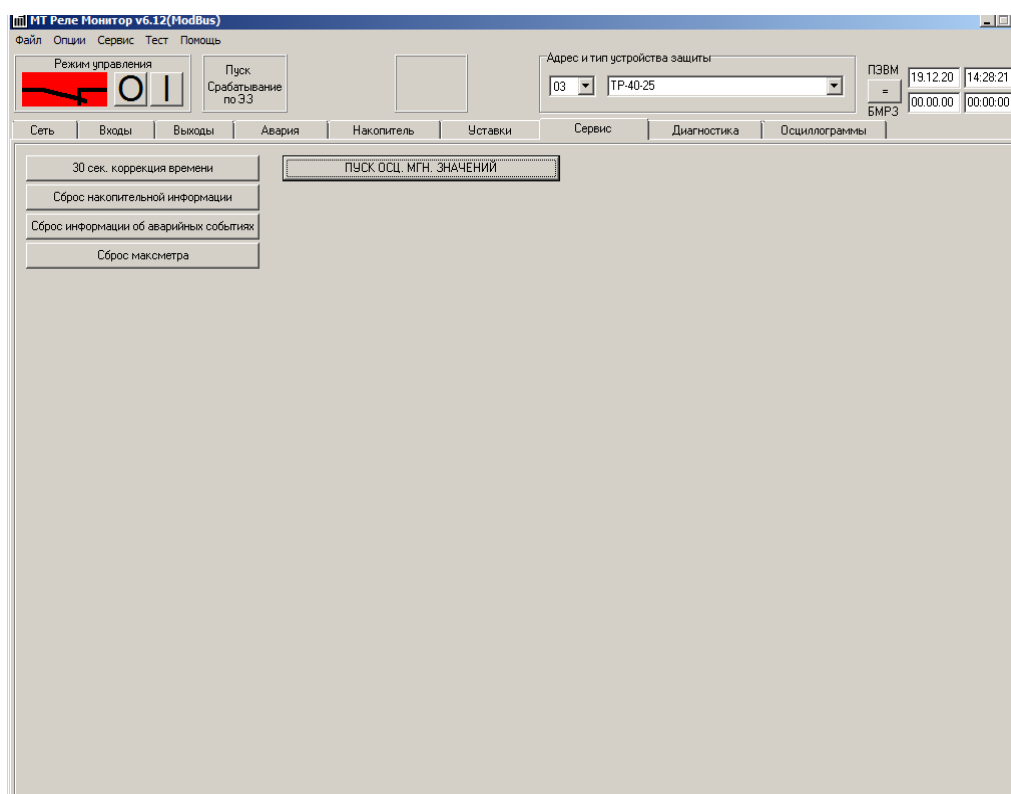 МТ Реле Монитор v6.12(ModBus)
Файл Опции Сервис Тест Помощь
Режим управления
O I
Пуск
Срабатывание
по ЭЗ
Адрес и тип устройства защиты
03 ТР-40-25
ПЭВМ
=
БМРЗ
19.12.20 14:28:21
00.00.00 00:00:00
Сеть Входы Выходы Авария Накопитель Уставки Сервис Диагностика Осциллограммы
30 сек. коррекция времени
ПУСК ОСЦ. МГН. ЗНАЧЕНИЙ
Сброс накопительной информации
Сброс информации об аварийных событиях
Сброс максметра